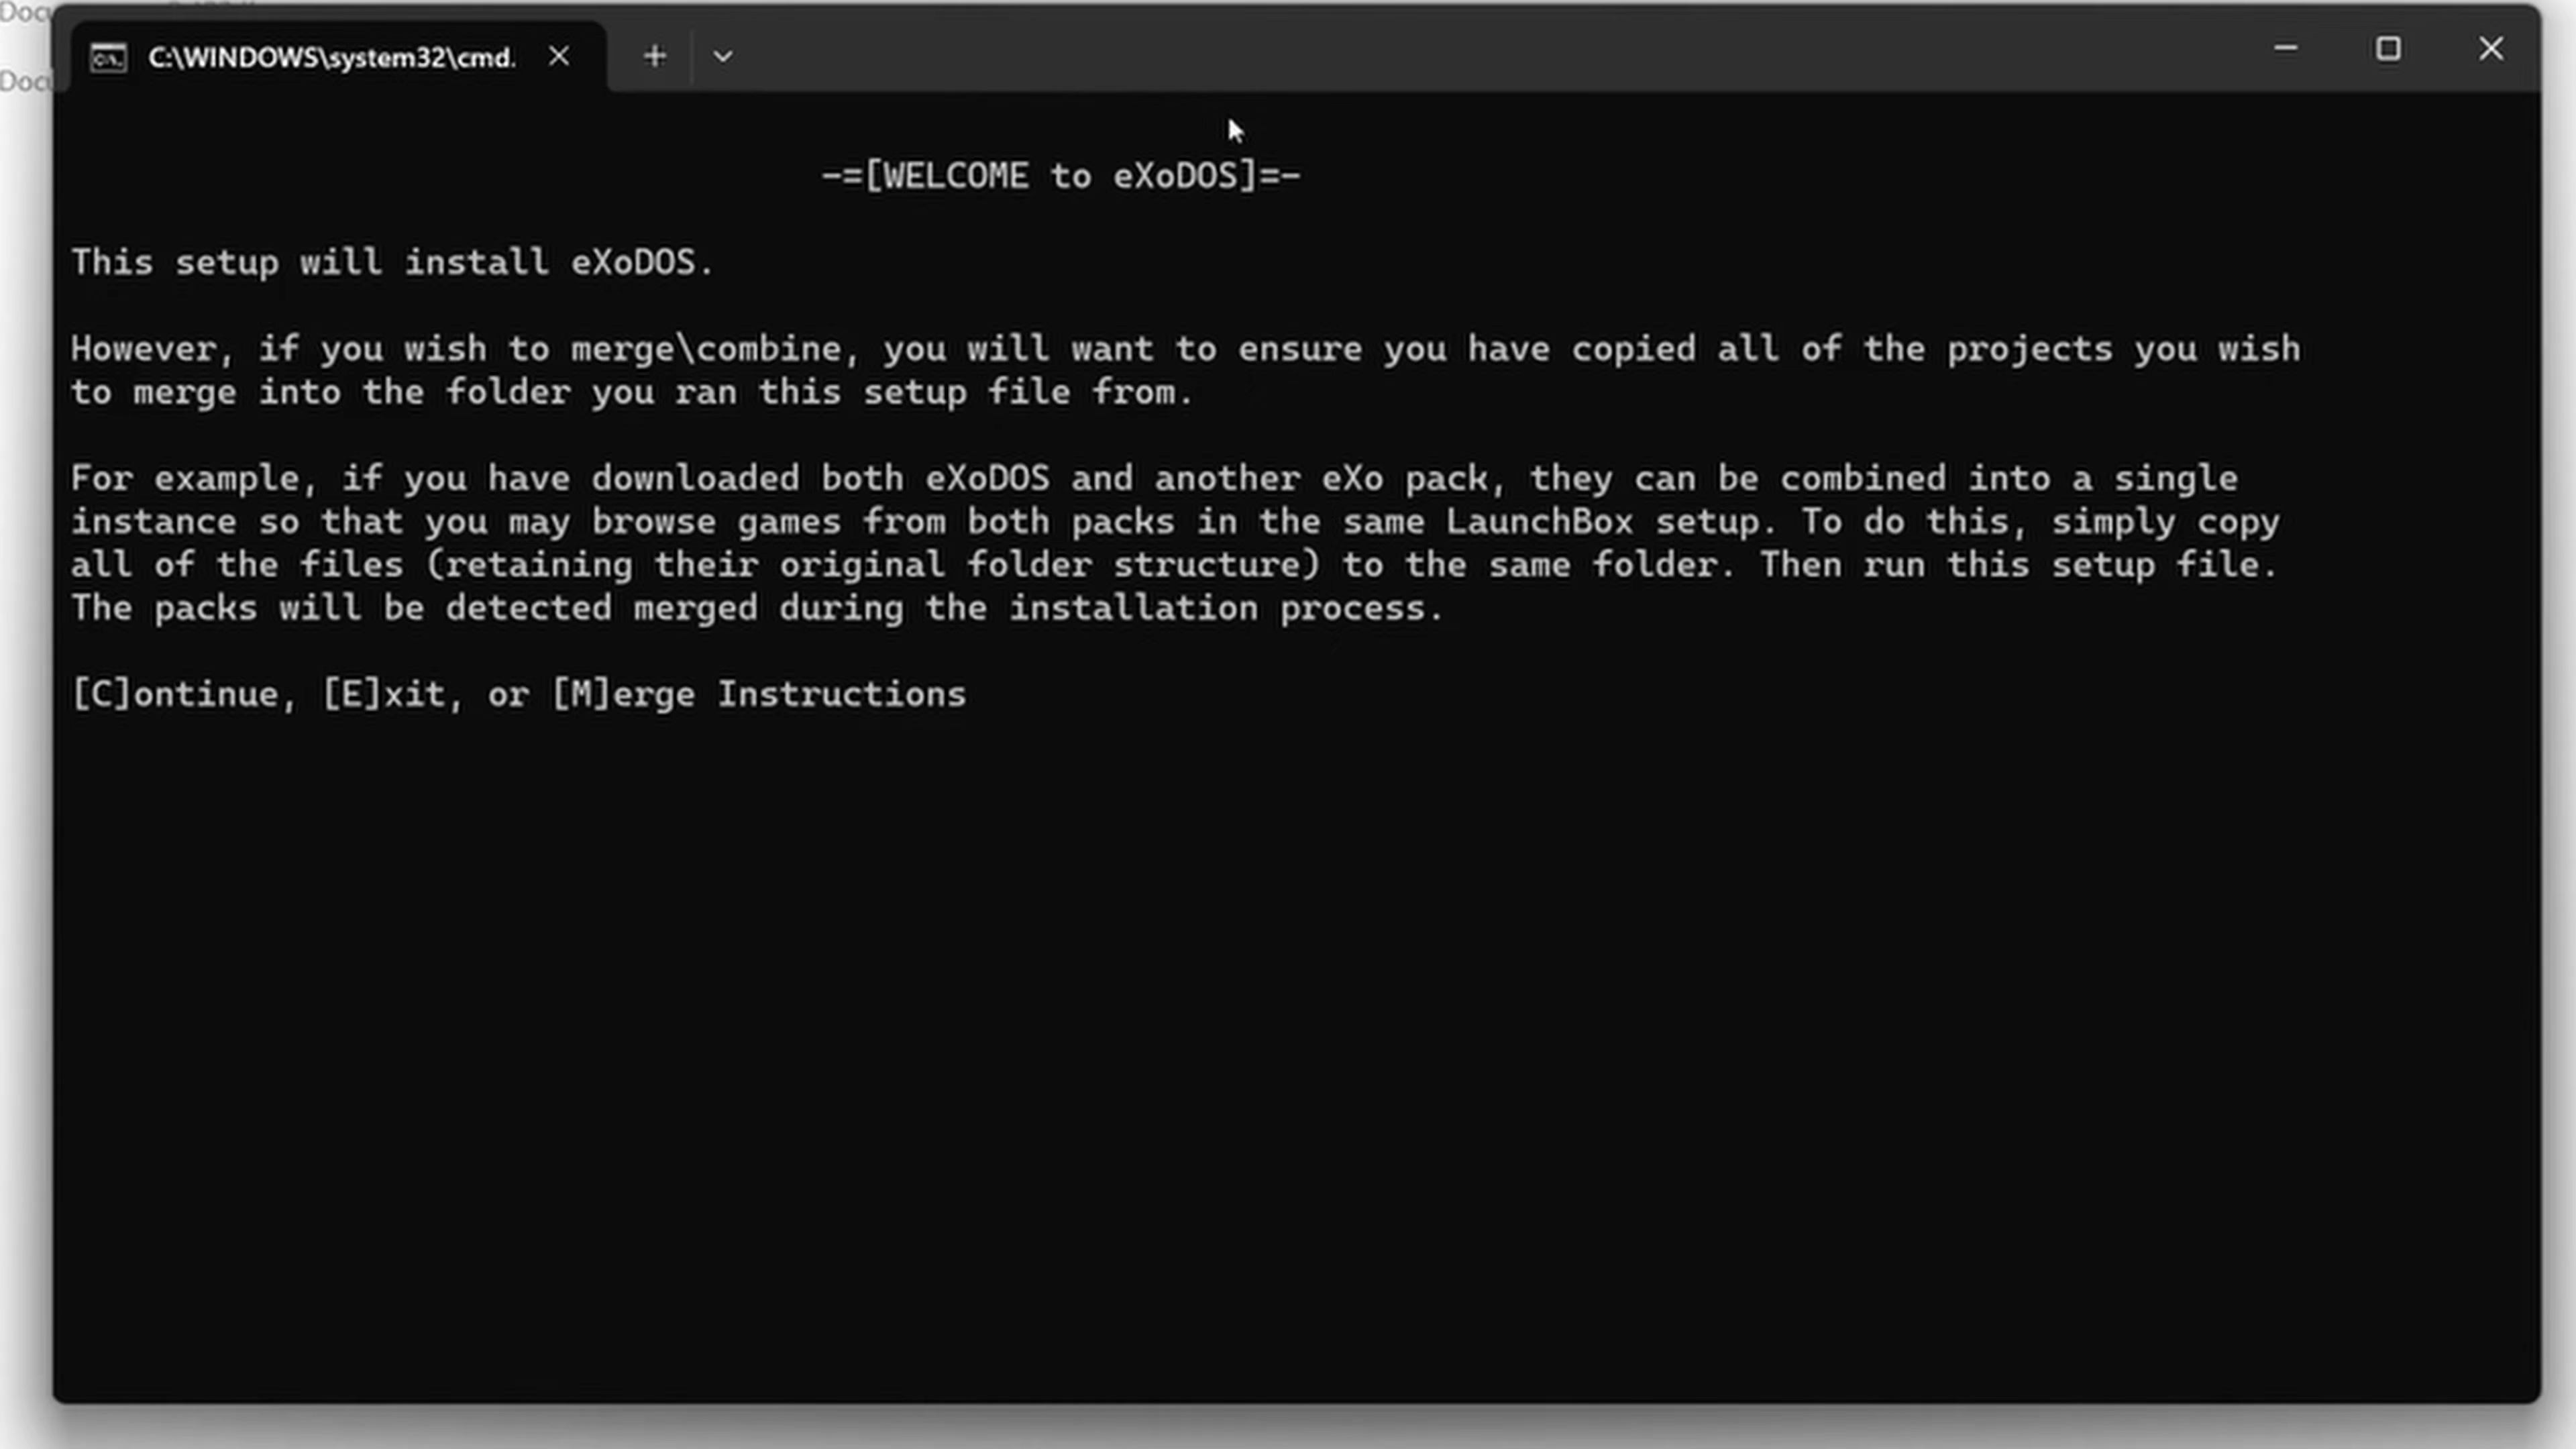 Docu
C:\WINDOWS\system32\cmd.
Docu
-=[WELCOME to eXoDOS]=-
This setup will install eXoDOS.
However, if you wish to merge\combine, you will want to ensure you have copied all of the projects you wish
to merge into the folder you ran this setup file from.
For example, if you have downloaded both eXoDOS and another eXo pack, they can be combined into a single
instance so that you may browse games from both packs in the same LaunchBox setup. To do this, simply copy
all of the files (retaining their original folder structure) to the same folder. Then run this setup file.
The packs will be detected merged during the installation process.
[C]ontinue, [E]xit, or [M]erge Instructions